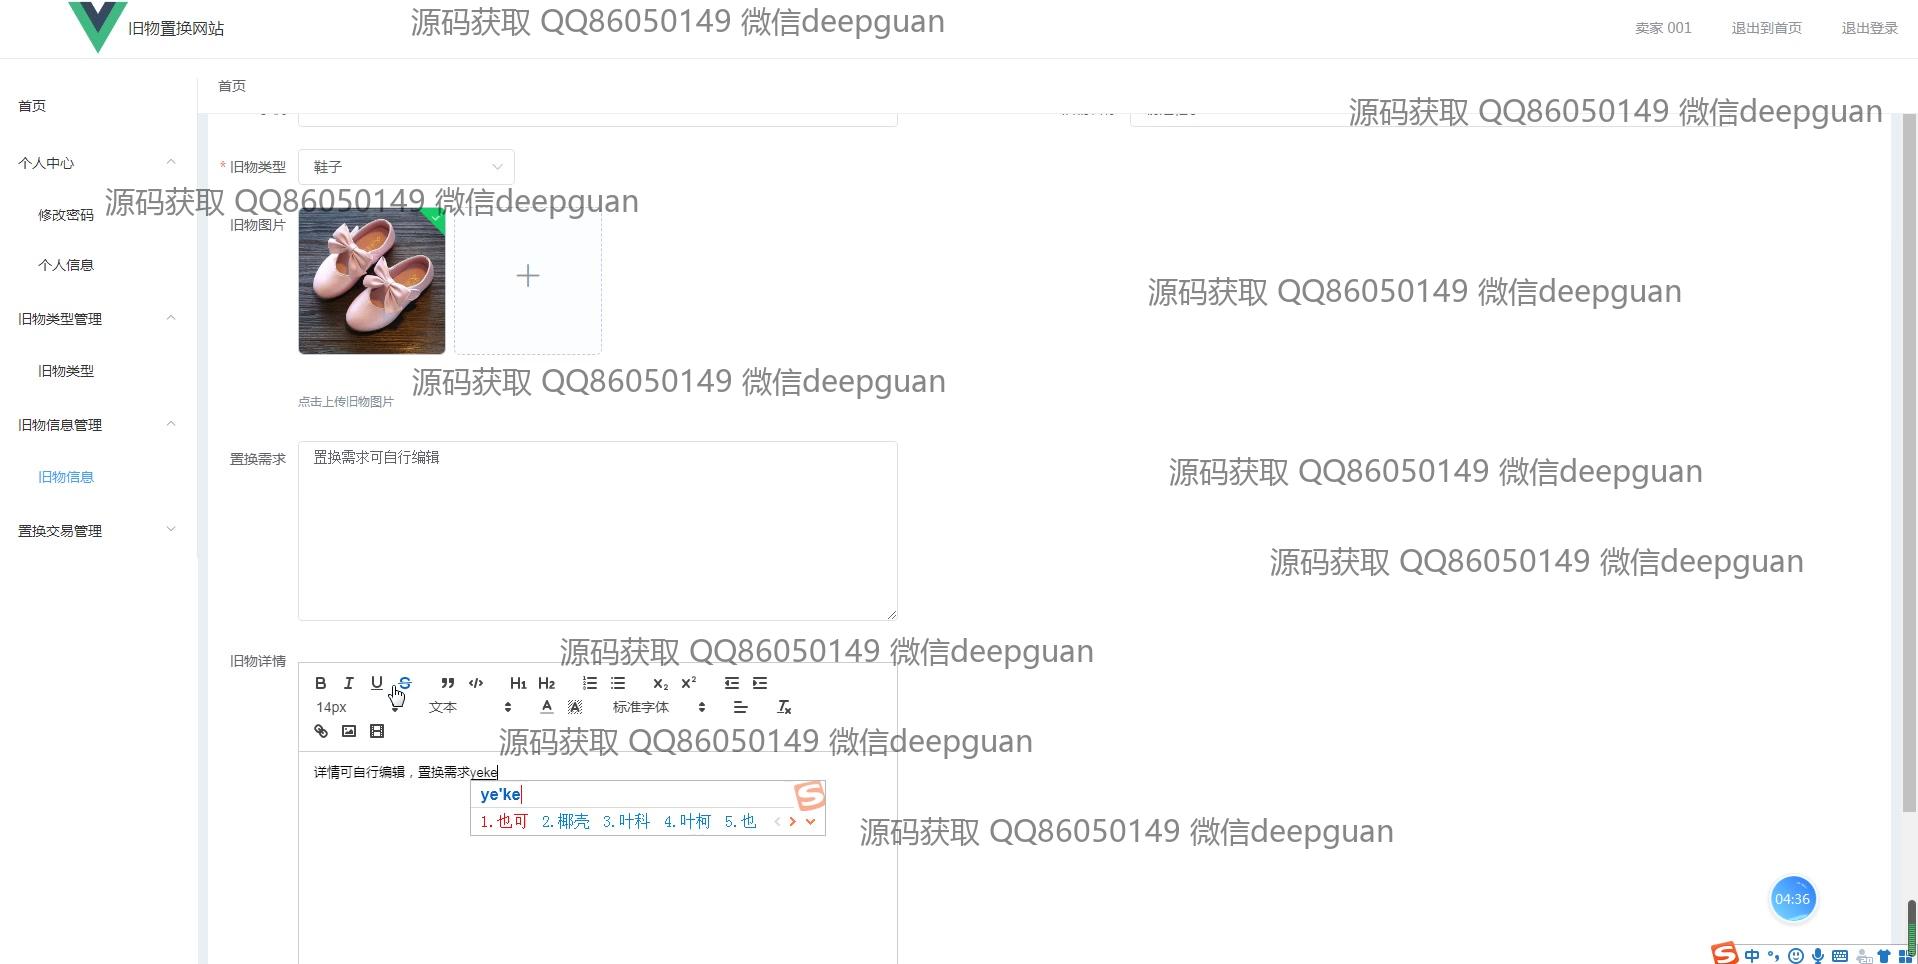 旧物置换网站
源码获取 QQ86050149 微信deepguan
卖家 001
退出到首页
退出登录
首页
首页
源码获取 QQ86050149 微信deepguan
个人中心
* 旧物类型
鞋子
源码获取 QQ86050149 微信deepguan
修改密码
旧物图片
个人信息
源码获取 QQ86050149 微信deepguan
旧物类型管理
旧物类型
源码获取 QQ86050149 微信deepguan
点击上传旧物图片
旧物信息管理
置换需求
置换需求可自行编辑
旧物信息
源码获取 QQ86050149 微信deepguan
置换交易管理
源码获取 QQ86050149 微信deepguan
源码获取 QQ86050149 微信deepguan
旧物详情
B I U S H1 H2 x2 x2
14px 文本 A A 标准字体 Tx
源码获取 QQ86050149 微信deepguan
详情可自行编辑，置换需求yeke
ye'ke
1.也可 2.椰壳 3.叶科 4.叶柯 5.也
源码获取 QQ86050149 微信deepguan
04:36
S 中